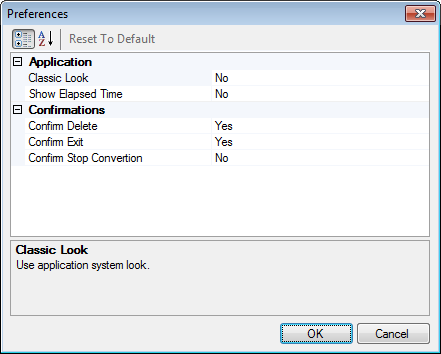 Preferences
A Z Reset To Default
Application
Classic Look No
Show Elapsed Time No
Confirmations
Confirm Delete Yes
Confirm Exit Yes
Confirm Stop Convertion No
Classic Look
Use application system look.
OK Cancel